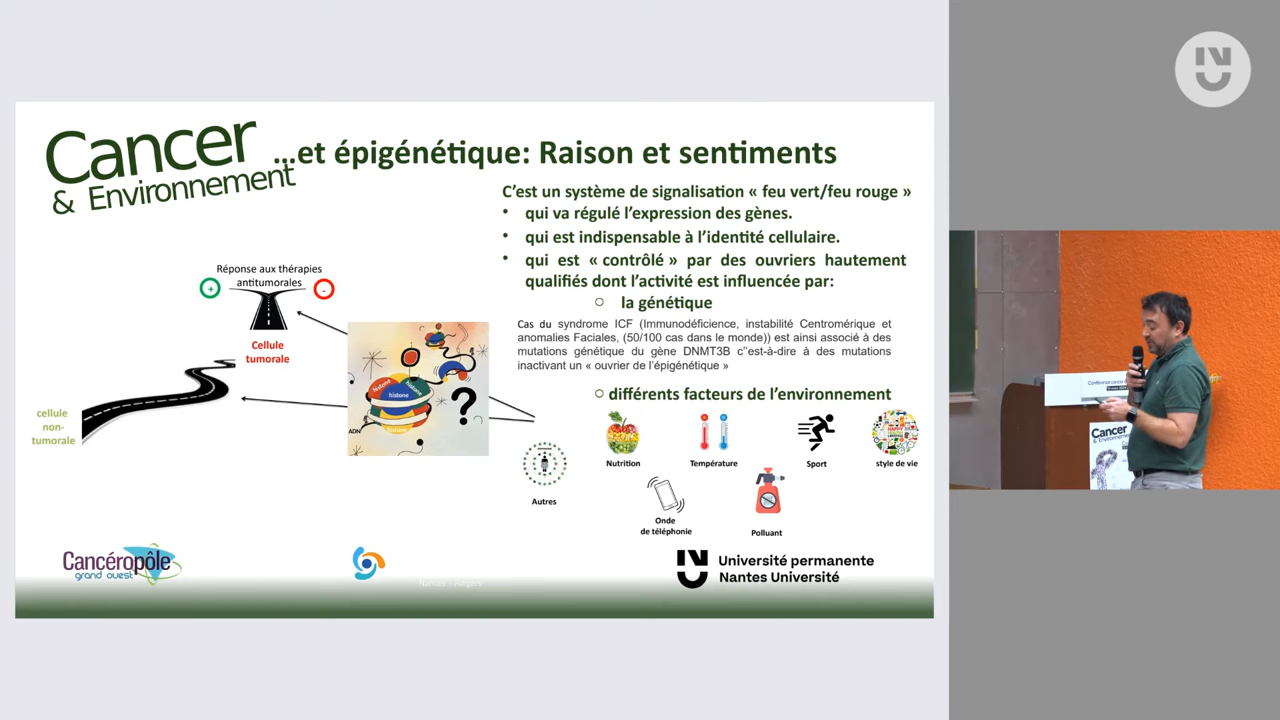 Cancer
& Environnement
...et épigénétique: Raison et sentiments
C’est un système de signalisation « feu vert/feu rouge »
• qui va régulé l’expression des gènes.
• qui est indispensable à l’identité cellulaire.
• qui est « contrôlé » par des ouvriers hautement
qualifiés dont l’activité est influencée par:
○ la génétique
Cas du syndrome ICF (Immunodéficience, instabilité Centromérique et
anomalies Faciales, (50/100 cas dans le monde)) est ainsi associé à des
mutations génétique du gène DNMT3B c’'est-à-dire à des mutations
inactivant un « ouvrier de l’épigénétique »
○ différents facteurs de l’environnement
Nutrition
Température
Sport
style de vie
Autres
Onde
de téléphonie
Polluant
Réponse aux thérapies
antitumorales
+
-
Cellule
tumorale
cellule
non-
tumorale
Histone
histone
ADN
?
Cancéropôle
grand ouest
Nantes - Angers
NU
Université permanente
Nantes Université
NU
Cancer
& Environnement